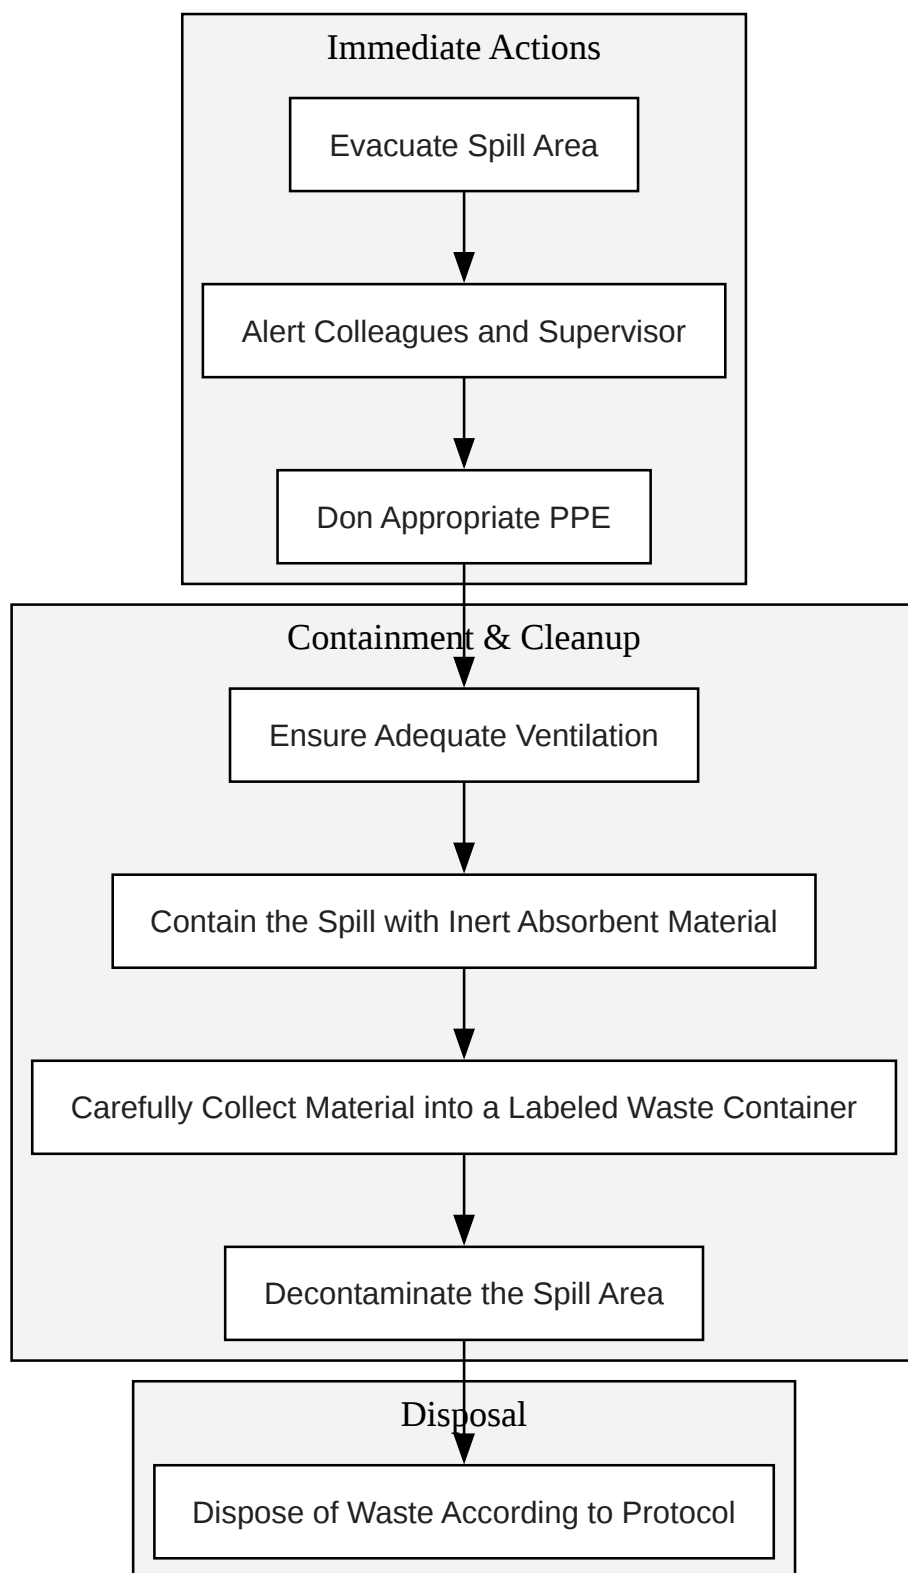 Immediate Actions
Evacuate Spill Area
Alert Colleagues and Supervisor
Don Appropriate PPE
Containment & Cleanup
Ensure Adequate Ventilation
Contain the Spill with Inert Absorbent Material
Carefully Collect Material into a Labeled Waste Container
Decontaminate the Spill Area
Disposal
Dispose of Waste According to Protocol